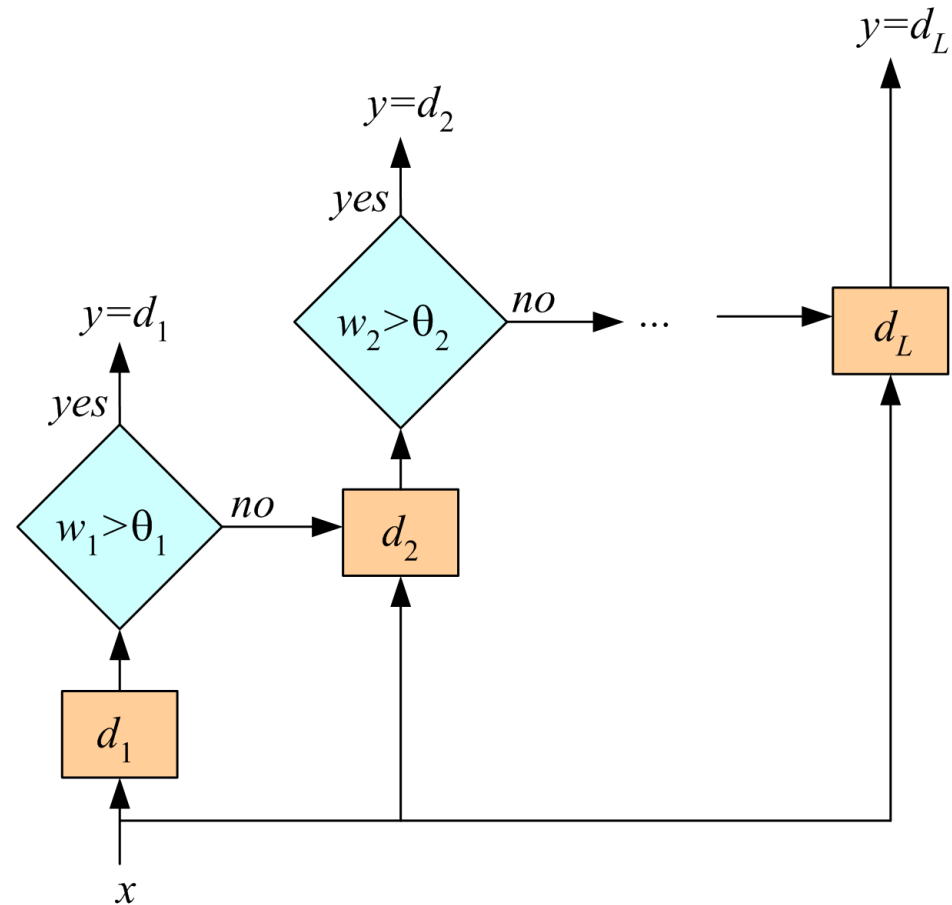 y=d_L
y=d_2
yes
w_2>θ_2
no
...
d_L
y=d_1
yes
w_1>θ_1
no
d_2
d_1
x